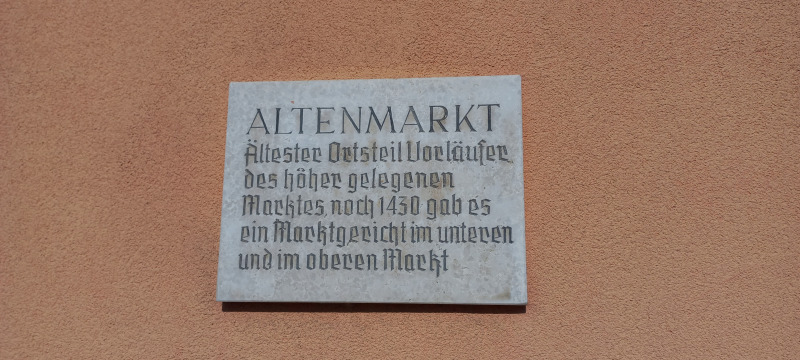 ALTENMARKT
Ältester Ortsteil Vorläufer
des höher gelegenen
Marktes, noch 1430 gab es
ein Marktgericht im unteren
und im oberen Markt